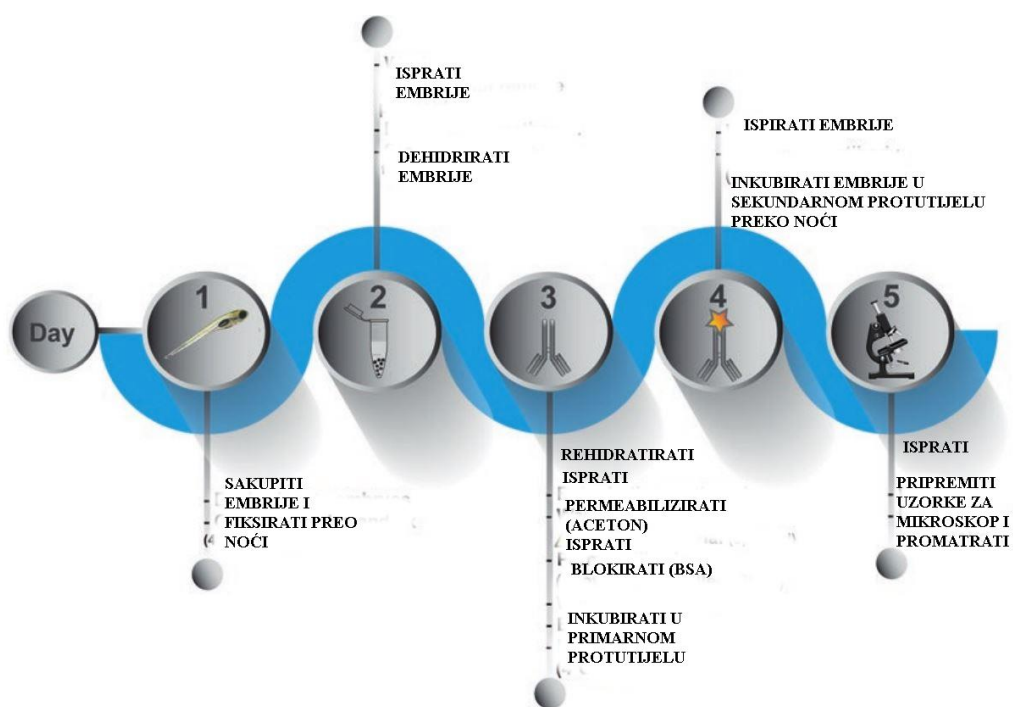 Day
1
SAKUPITI
EMBRIJE I
FIKSIRATI PREO
NOĆI
2
ISPRATI
EMBRIJE
DEHIDRIRATI
EMBRIJE
3
REHIDRATIRATI
ISPRATI
PERMEABILIZIRATI
(ACETON)
ISPRATI
BLOKIRATI (BSA)
INKUBIRATI U
PRIMARNOM
PROTUTIJELU
4
ISPIRATI EMBRIJE
INKUBIRATI EMBRIJE U
SEKUNDARNOM PROTUTIJELU
PREKO NOĆI
5
ISPRATI
PRIPREMITI
UZORKE ZA
MIKROSKOP I
PROMATRATI